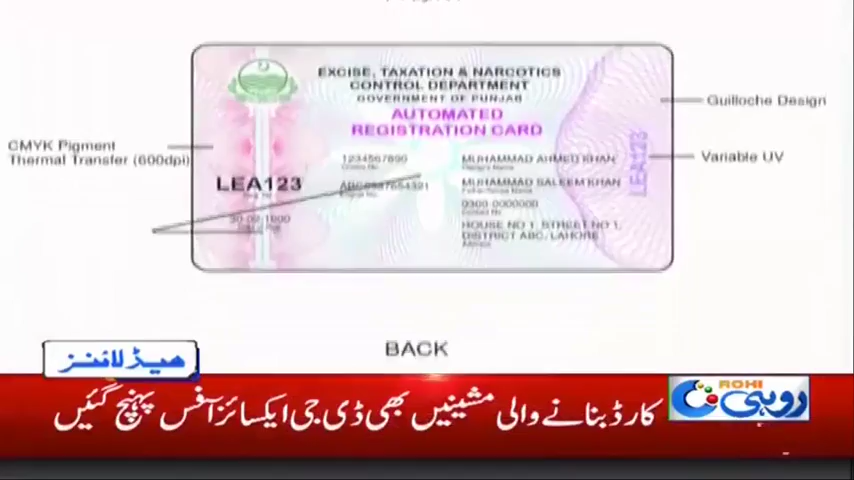 EXCISE, TAXATION & NARCOTICS
CONTROL DEPARTMENT
GOVERNMENT OF PUNJAB
AUTOMATED
REGISTRATION CARD
Guilloche Design
CMYK Pigment
Thermal Transfer (600dpi)
LEA123
1234567890
MUHAMMAD AHMED KHAN
LEA123
Variable UV
MUHAMMAD SALEEM KHAN
0300 0000000
HOUSE NO 1, STREET NO 1,
DISTRICT ABC, LAHORE
BACK
ہیڈلائنز
ROHI
روہی
کارڈ بنانے والی مشینیں بھی ڈی جی ایکسائز آفس پہنچ گئیں